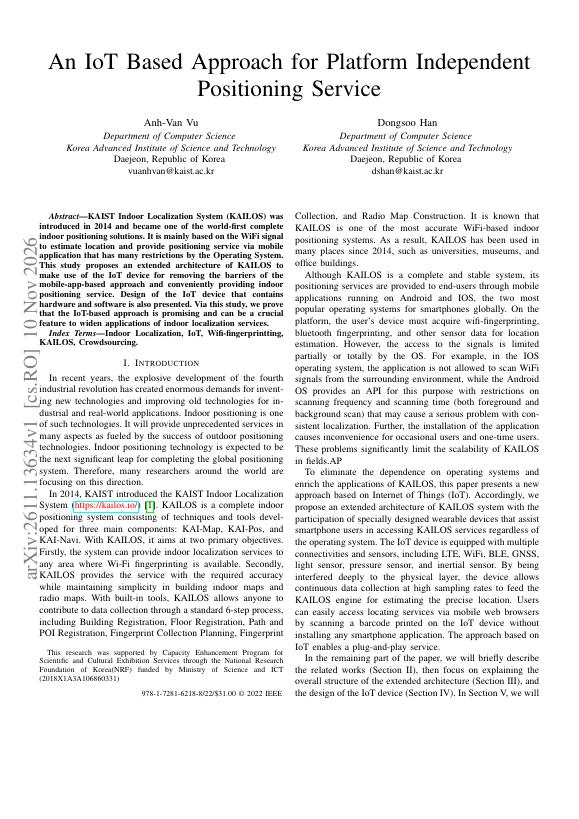 An IoT Based Approach for Platform Independent
Positioning Service
Anh-Van Vu
Department of Computer Science
Korea Advanced Institute of Science and Technology
Daejeon, Republic of Korea
vuanhvan@kaist.ac.kr
Dongsoo Han
Department of Computer Science
Korea Advanced Institute of Science and Technology
Daejeon, Republic of Korea
dshan@kaist.ac.kr
arXiv:2611.13634v1 [cs.RO] 10 Nov 2026
Abstract—KAIST Indoor Localization System (KAILOS) was
introduced in 2014 and became one of the world-first complete
indoor positioning solutions. It is mainly based on the WiFi signal
to estimate location and provide positioning service via mobile
application that has many restrictions by the Operating System.
This study proposes an extended architecture of KAILOS to
make use of the IoT device for removing the barriers of the
mobile-app-based approach and conveniently providing indoor
positioning service. Design of the IoT device that contains
hardware and software is also presented. Via this study, we prove
that the IoT-based approach is promising and can be a crucial
feature to widen applications of indoor localization services.
Index Terms—Indoor Localization, IoT, Wifi-fingerprintting,
KAILOS, Crowdsourcing.
I. Introduction
In recent years, the explosive development of the fourth
industrial revolution has created enormous demands for invent-
ing new technologies and improving old technologies for in-
dustrial and real-world applications. Indoor positioning is one
of such technologies. It will provide unprecedented services in
many aspects as fueled by the success of outdoor positioning
technologies. Indoor positioning technology is expected to be
the next significant leap for completing the global positioning
system. Therefore, many researchers around the world are
focusing on this direction.
In 2014, KAIST introduced the KAIST Indoor Localization
System (https://kailos.io/) [1]. KAILOS is a complete indoor
positioning system consisting of techniques and tools devel-
oped for three main components: KAI-Map, KAI-Pos, and
KAI-Navi. With KAILOS, it aims at two primary objectives.
Firstly, the system can provide indoor localization services to
any area where Wi-Fi fingerprinting is available. Secondly,
KAILOS provides the service with the required accuracy
while maintaining simplicity in building indoor maps and
radio maps. With built-in tools, KAILOS allows anyone to
contribute to data collection through a standard 6-step process,
including Building Registration, Floor Registration, Path and
POI Registration, Fingerprint Collection Planning, Fingerprint
This research was supported by Capacity Enhancement Program for
Scientific and Cultural Exhibition Services through the National Research
Foundation of Korea(NRF) funded by Ministry of Science and ICT
(2018X1A3A106860331)
978-1-7281-6218-8/22/$31.00 © 2022 IEEE
Collection, and Radio Map Construction. It is known that
KAILOS is one of the most accurate WiFi-based indoor
positioning systems. As a result, KAILOS has been used in
many places since 2014, such as universities, museums, and
office buildings.
Although KAILOS is a complete and stable system, its
positioning services are provided to end-users through mobile
applications running on Android and IOS, the two most
popular operating systems for smartphones globally. On the
platform, the user's device must acquire wifi-fingerprinting,
bluetooth fingerprinting, and other sensor data for location
estimation. However, the access to the signals is limited
partially or totally by the OS. For example, in the IOS
operating system, the application is not allowed to scan WiFi
signals from the surrounding environment, while the Android
OS provides an API for this purpose with restrictions on
scanning frequency and scanning time (both foreground and
background scan) that may cause a serious problem with con-
sistent localization. Further, the installation of the application
causes inconvenience for occasional users and one-time users.
These problems significantly limit the scalability of KAILOS
in fields.AP
To eliminate the dependence on operating systems and
enrich the applications of KAILOS, this paper presents a new
approach based on Internet of Things (IoT). Accordingly, we
propose an extended architecture of KAILOS system with the
participation of specially designed wearable devices that assist
smartphone users in accessing KAILOS services regardless of
the operating system. The IoT device is equipped with multiple
connectivities and sensors, including LTE, WiFi, BLE, GNSS,
light sensor, pressure sensor, and inertial sensor. By being
interfered deeply to the physical layer, the device allows
continuous data collection at high sampling rates to feed the
KAILOS engine for estimating the precise location. Users
can easily access locating services via mobile web browsers
by scanning a barcode printed on the IoT device without
installing any smartphone application. The approach based on
IoT enables a plug-and-play service.
In the remaining part of the paper, we will briefly describe
the related works (Section II), then focus on explaining the
overall structure of the extended architecture (Section III), and
the design of the IoT device (Section IV). In Section V, we will